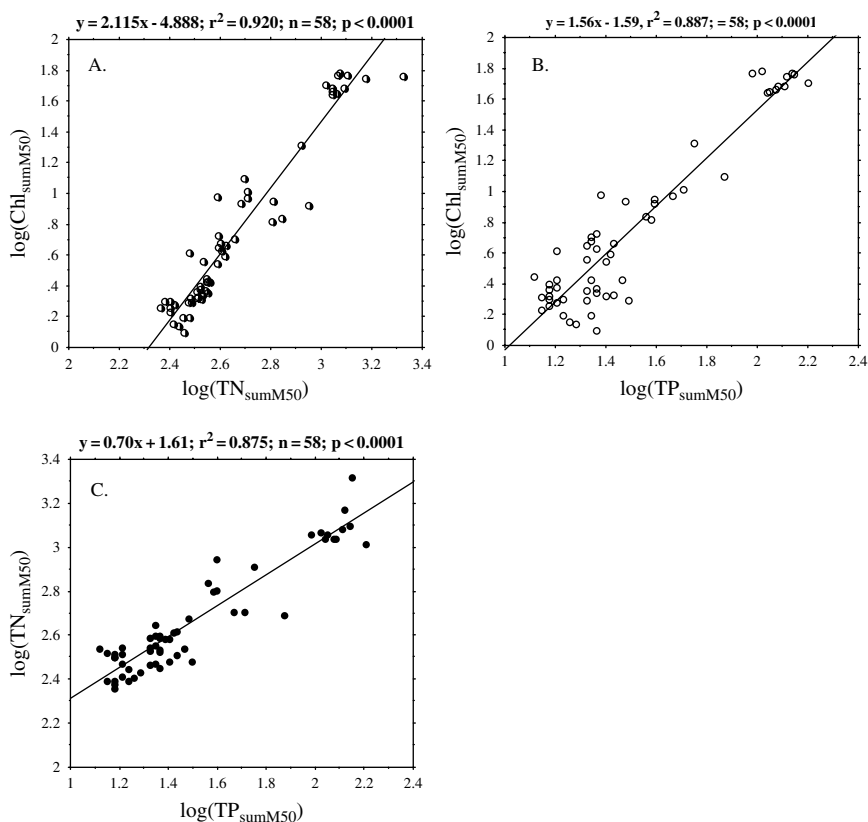 y = 2.115x - 4.888; r² = 0.920; n = 58; p < 0.0001
A.
2
1.8
1.6
1.4
1.2
1
.8
.6
.4
.2
0
log(Chl_sumM50)
2 2.2 2.4 2.6 2.8 3 3.2 3.4
log(TN_sumM50)
y = 1.56x - 1.59, r² = 0.887; = 58; p < 0.0001
B.
2
1.8
1.6
1.4
1.2
1
.8
.6
.4
.2
0
log(Chl_sumM50)
1 1.2 1.4 1.6 1.8 2 2.2 2.4
log(TP_sumM50)
y = 0.70x + 1.61; r² = 0.875; n = 58; p < 0.0001
C.
3.4
3.2
3
2.8
2.6
2.4
2.2
2
log(TN_sumM50)
1 1.2 1.4 1.6 1.8 2 2.2 2.4
log(TP_sumM50)